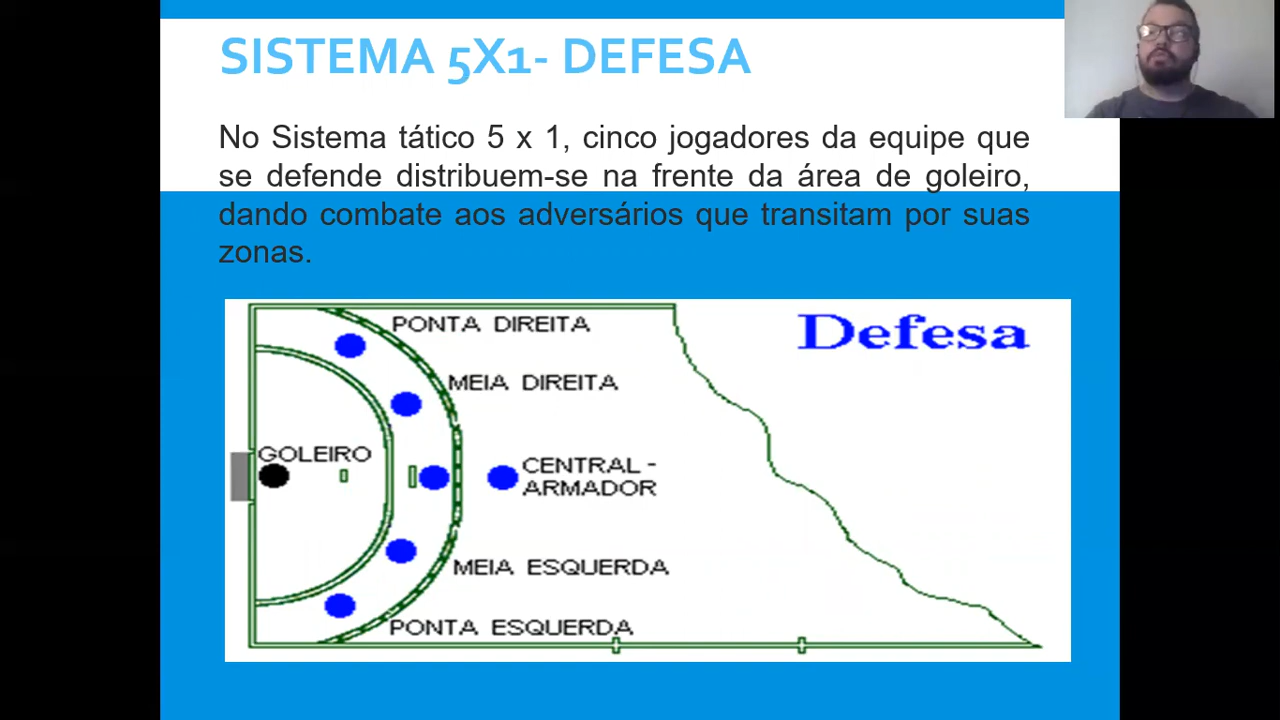 SISTEMA 5X1- DEFESA
No Sistema tático 5 x 1, cinco jogadores da equipe que
se defende distribuem-se na frente da área de goleiro,
dando combate aos adversários que transitam por suas
zonas.
Defesa
PONTA DIREITA
MEIA DIREITA
GOLEIRO
CENTRAL -
ARMADOR
MEIA ESQUERDA
PONTA ESQUERDA